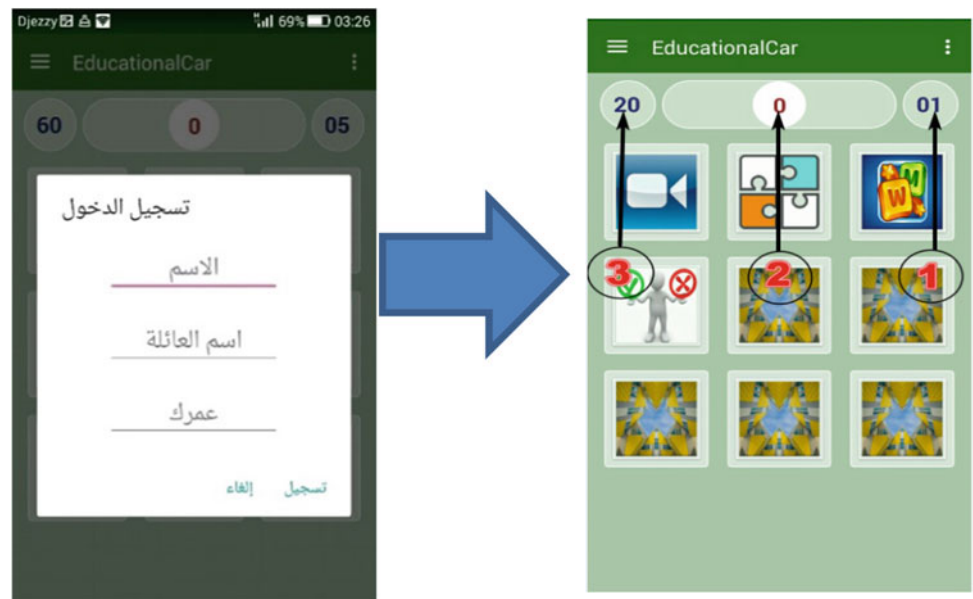 Djezzy 69% 03:26
EducationalCar
60 0 05
تسجيل الدخول
الاسم
اسم العائلة
عمرك
تسجيل إلغاء
EducationalCar
20 0 01
M
W
3 2 1